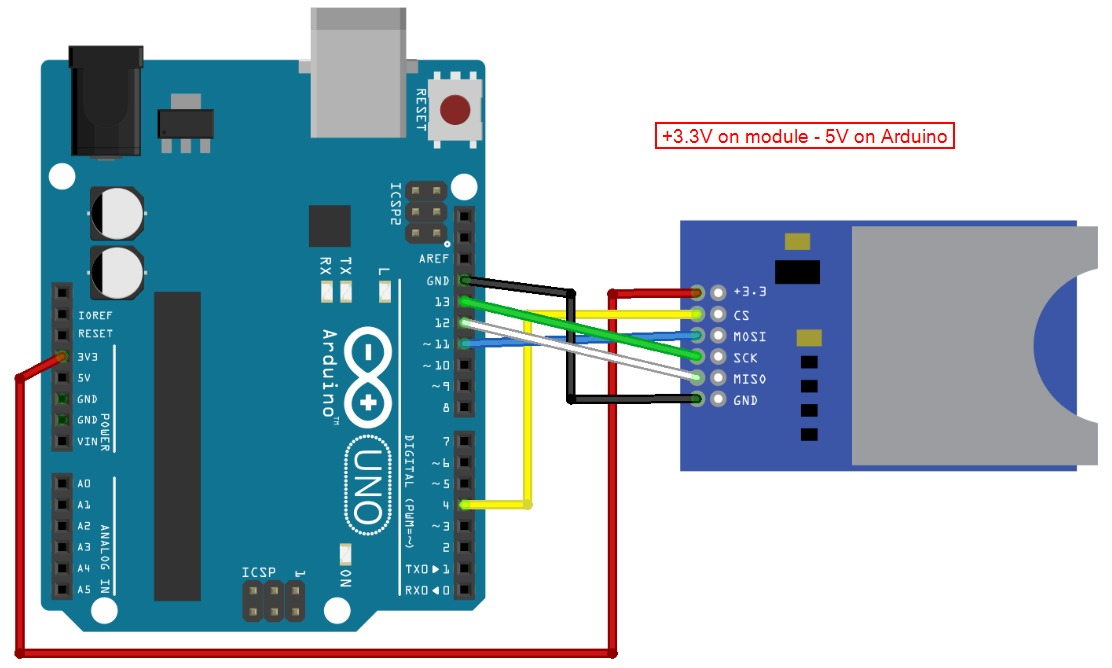 RESET
+3.3V on module - 5V on Arduino
ICSP2
AREF
GND
13
12
~11
~10
~9
8
7
~6
~5
4
~3
2
TX0▶1
RX0◀0
RX
TX
L
IOREF
RESET
3V3
5V
GND
GND
VIN
POWER
A0
A1
A2
A3
A4
A5
ANALOG IN
Arduino™
UNO
DIGITAL (PWM=~)
ICSP
1
ON
+3.3
CS
MOSI
SCK
MISO
GND